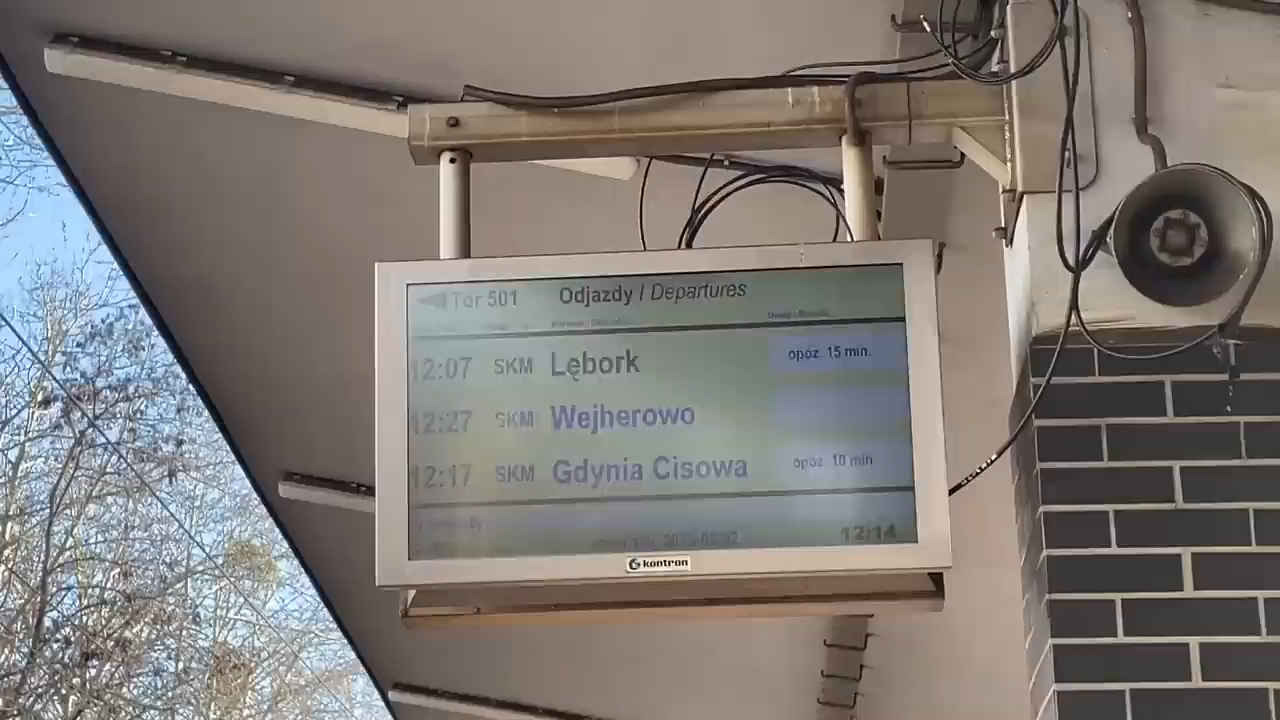 Tor 501 Odjazdy / Departures
12:07 SKM Lębork opóź. 15 min.
12:27 SKM Wejherowo
12:17 SKM Gdynia Cisowa opóź. 10 min
12:14
kontron